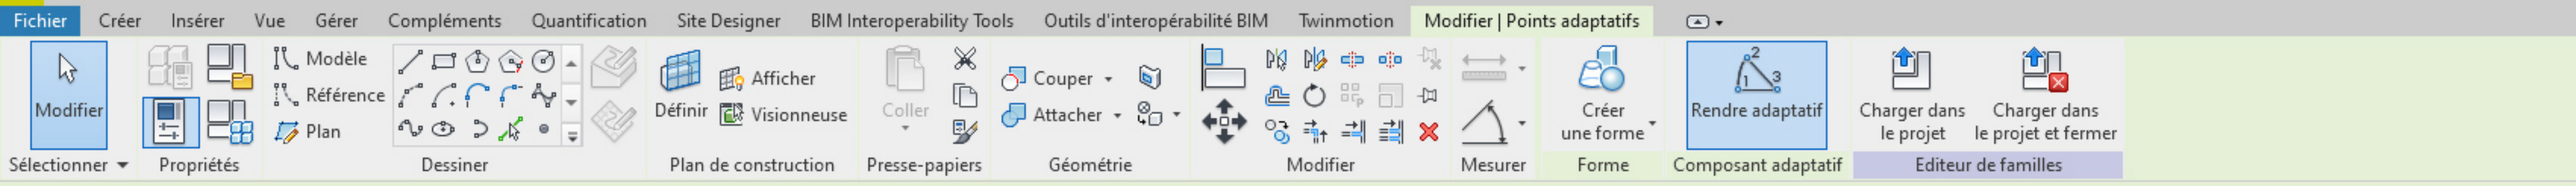 Fichier Créer Insérer Vue Gérer Compléments Quantification Site Designer BIM Interoperability Tools Outils d'interopérabilité BIM Twinmotion Modifier | Points adaptatifs
Modifier
Sélectionner
Propriétés
Modèle
Référence
Plan
Dessiner
Définir
Afficher
Visionneuse
Plan de construction
Coller
Presse-papiers
Couper
Attacher
Géométrie
Modifier
Mesurer
Créer
une forme
Forme
1 2 3
Rendre adaptatif
Composant adaptatif
Charger dans
le projet
Charger dans
le projet et fermer
Editeur de familles